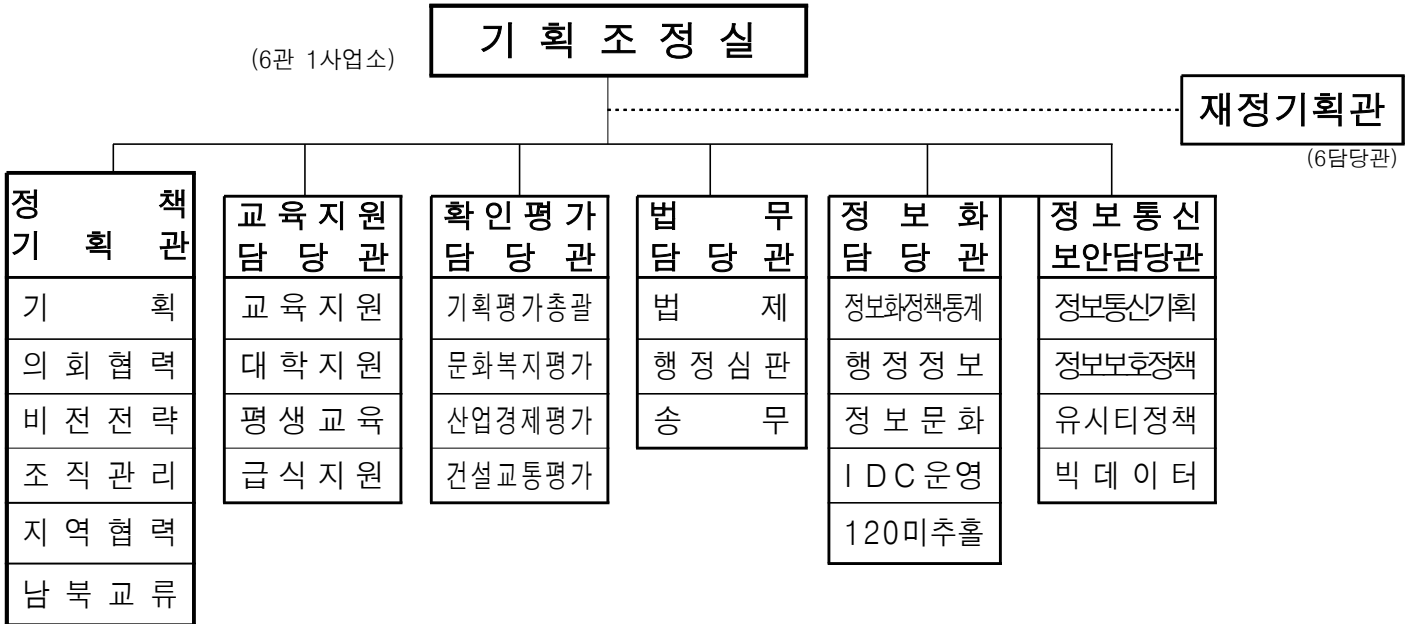 기 획 조 정 실
(6관 1사업소)
재정기획관
(6담당관)
정 책
기 획 관
기 획
의 회 협 력
비 전 전 략
조 직 관 리
지 역 협 력
남 북 교 류
교 육 지 원
담 당 관
교 육 지 원
대 학 지 원
평 생 교 육
급 식 지 원
확 인 평 가
담 당 관
기획평가총괄
문화복지평가
산업경제평가
건설교통평가
법 무
담 당 관
법 제
행 정 심 판
송 무
정 보 화
담 당 관
정보화정책·통계
행 정 정 보
정 보 문 화
I D C 운영
120미추홀
정 보 통 신
보안담당관
정보통신기획
정보보호정책
유시티정책
빅 데 이 터